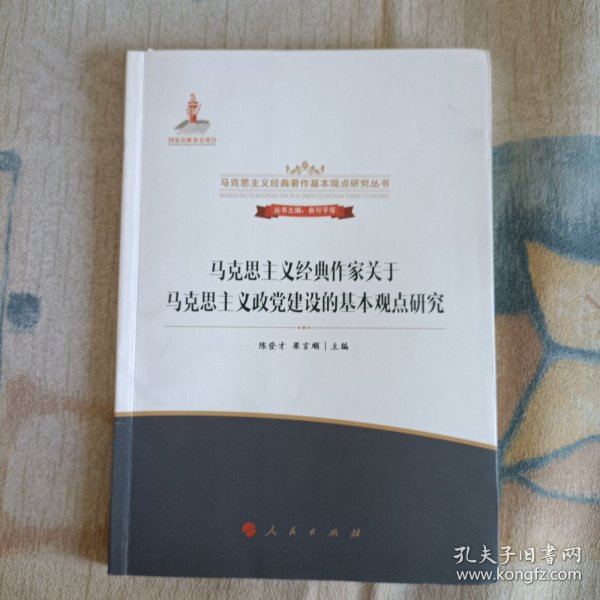 国家出版基金项目
马克思主义经典著作基本观点研究丛书
丛书主编：俞可平等
马克思主义经典作家关于
马克思主义政党建设的基本观点研究
陈登才 果言顺｜主编
人民出版社
孔夫子旧书网
www.kongfz.com